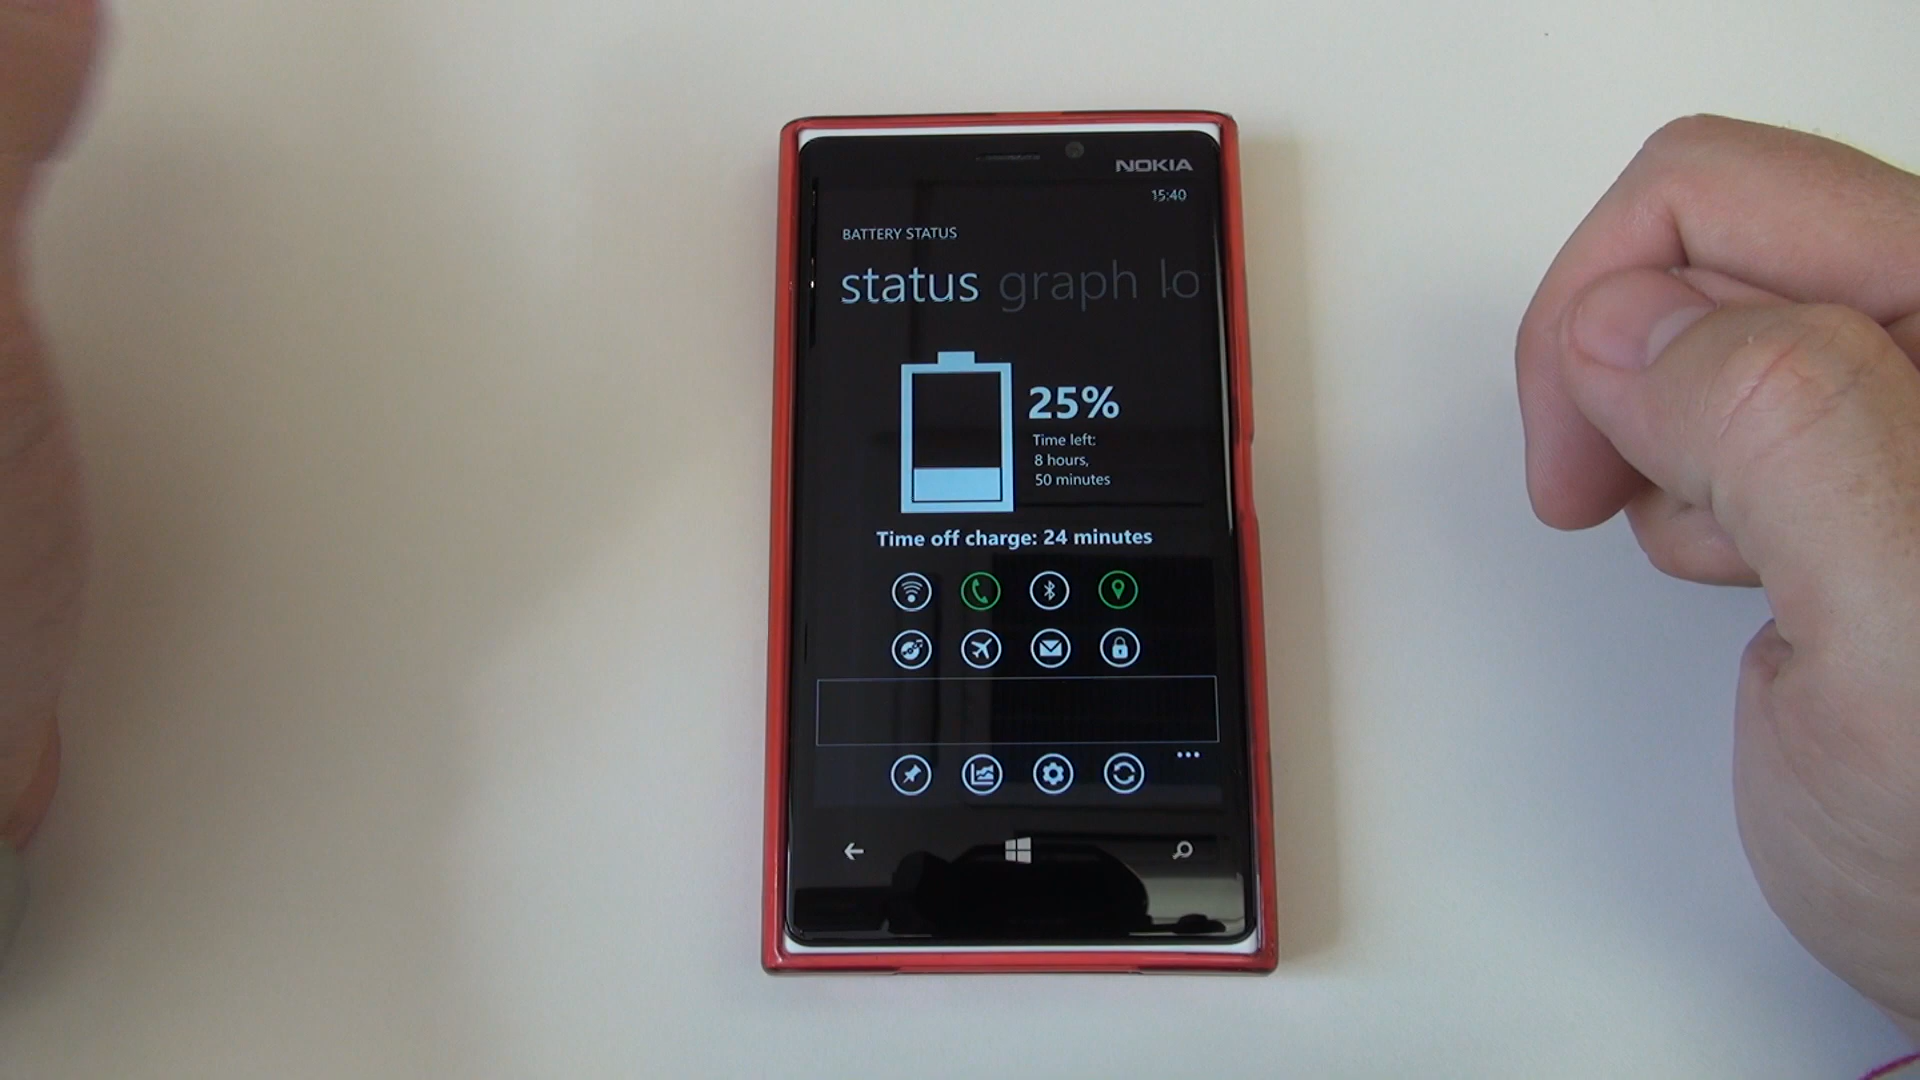 NOKIA
15:40
BATTERY STATUS
status graph lo
25%
Time left:
8 hours,
50 minutes
Time off charge: 24 minutes